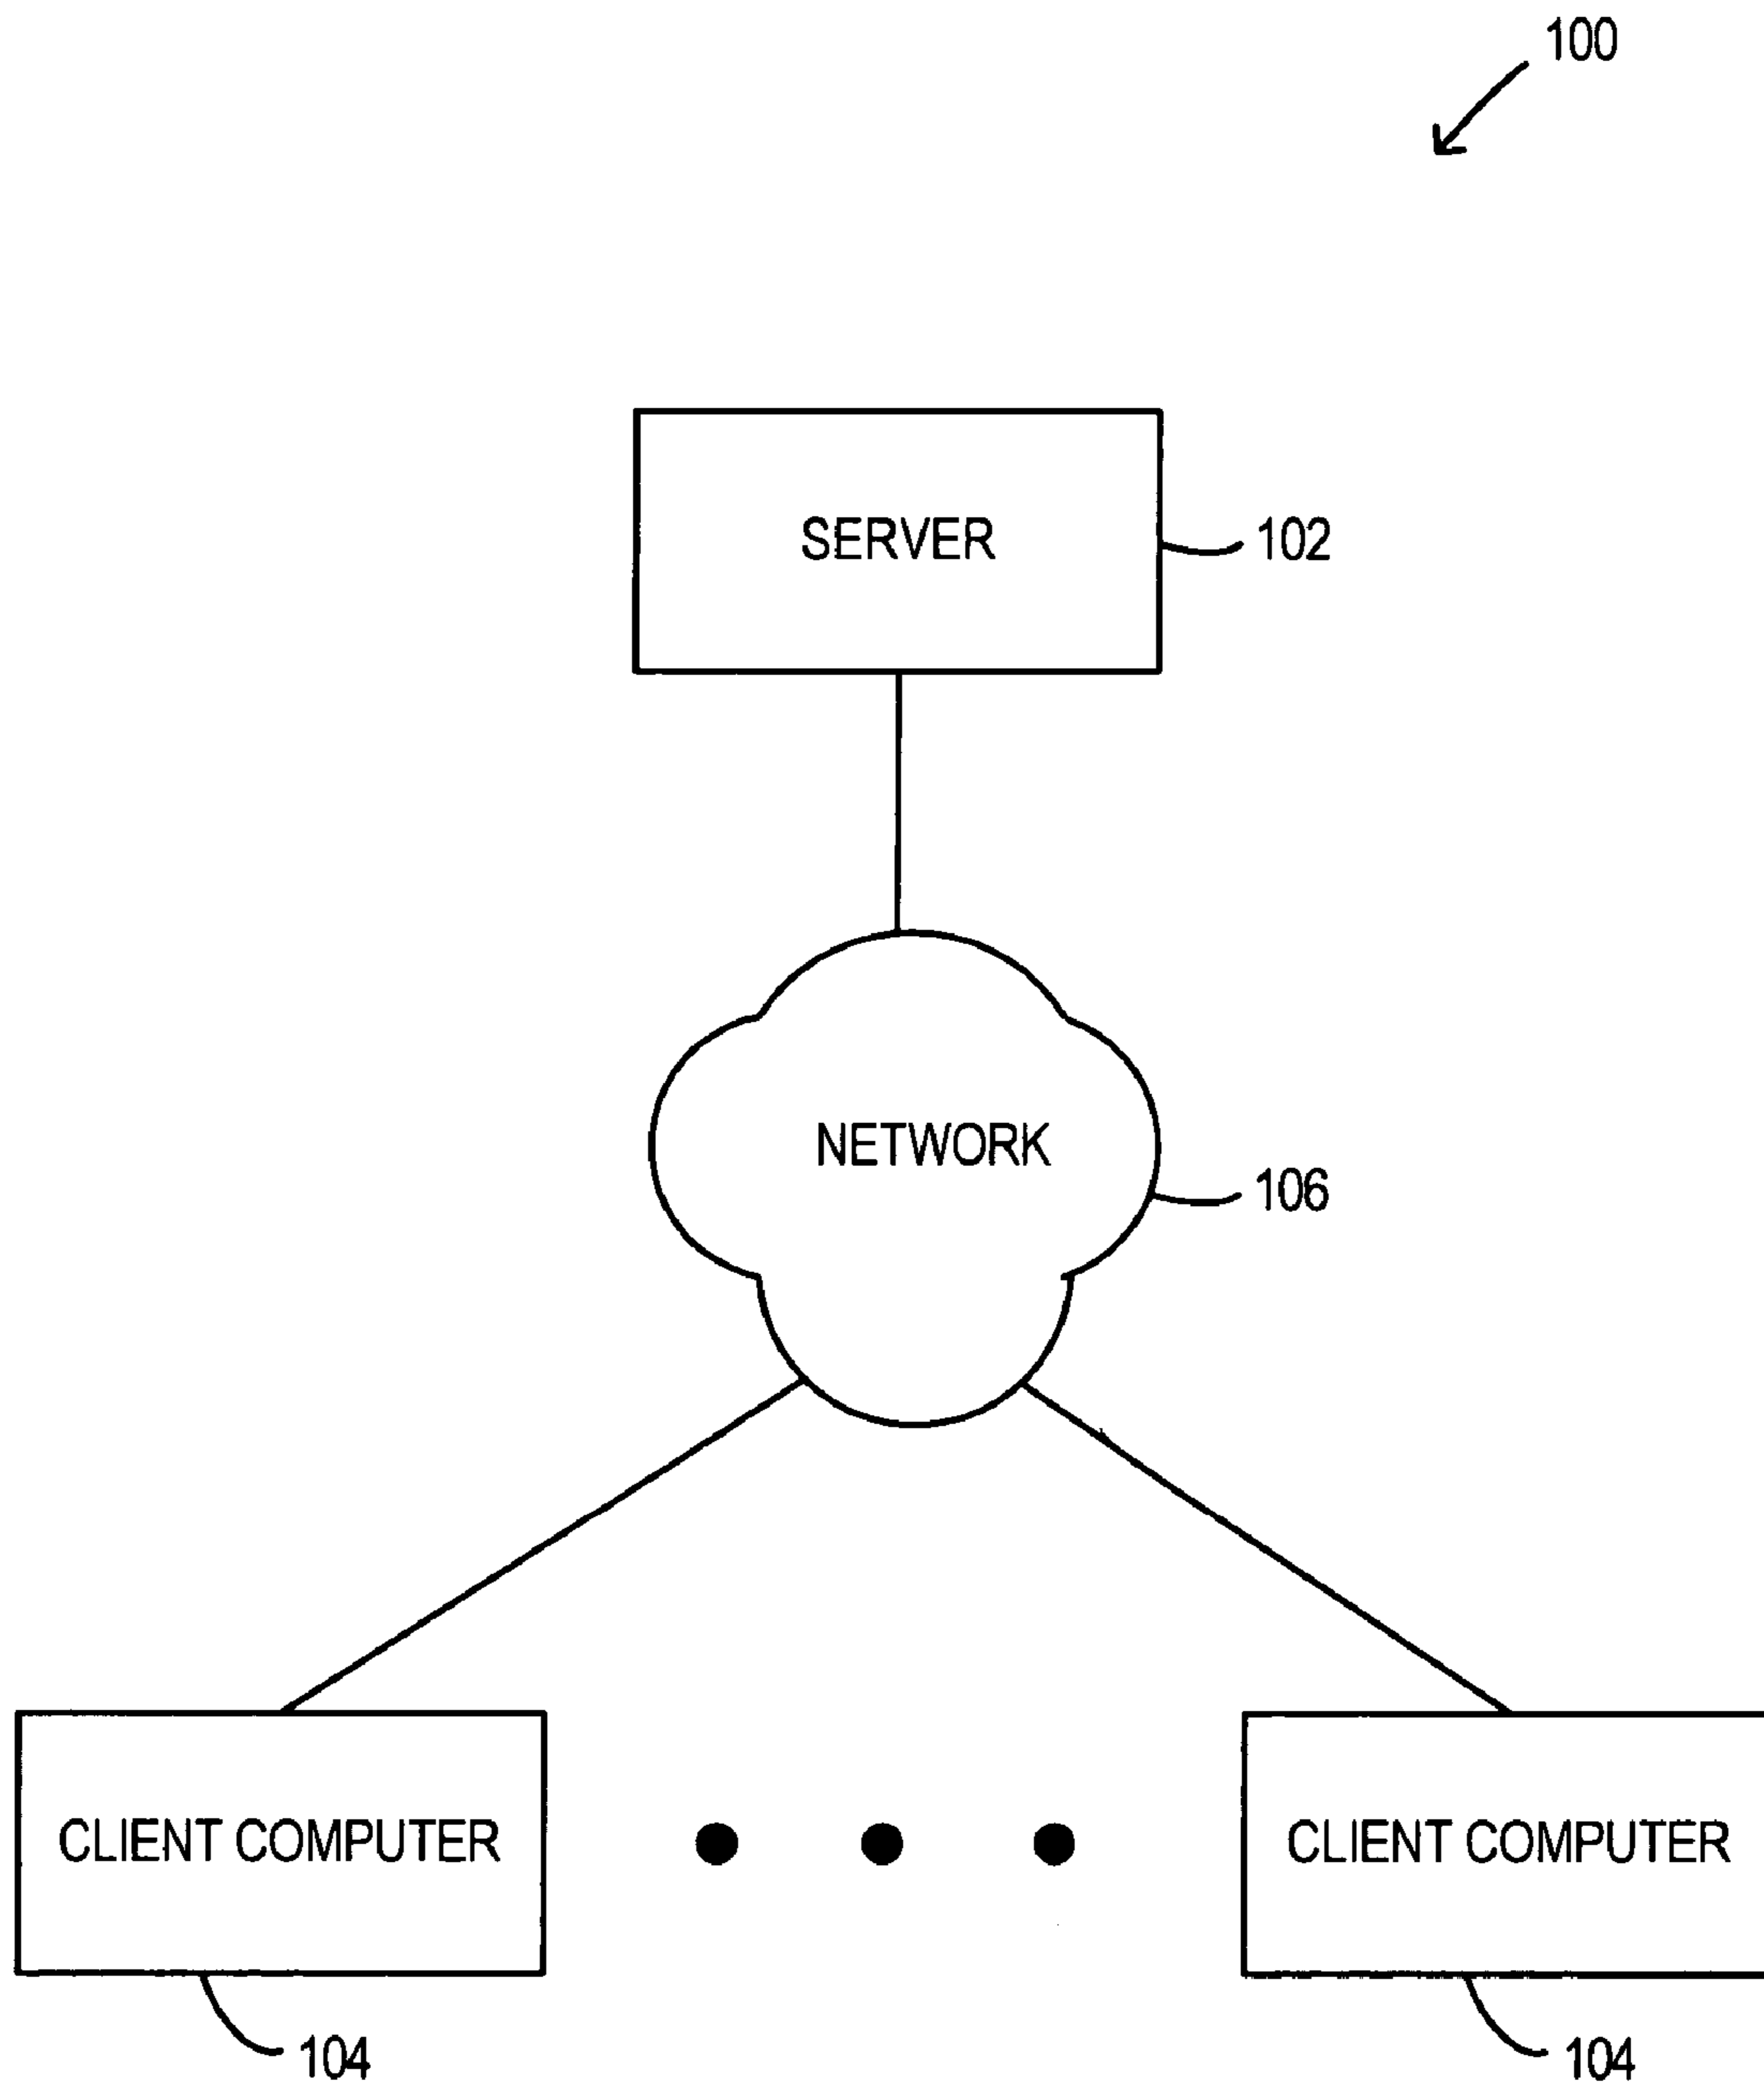 100
SERVER
102
NETWORK
106
CLIENT COMPUTER
CLIENT COMPUTER
104
104